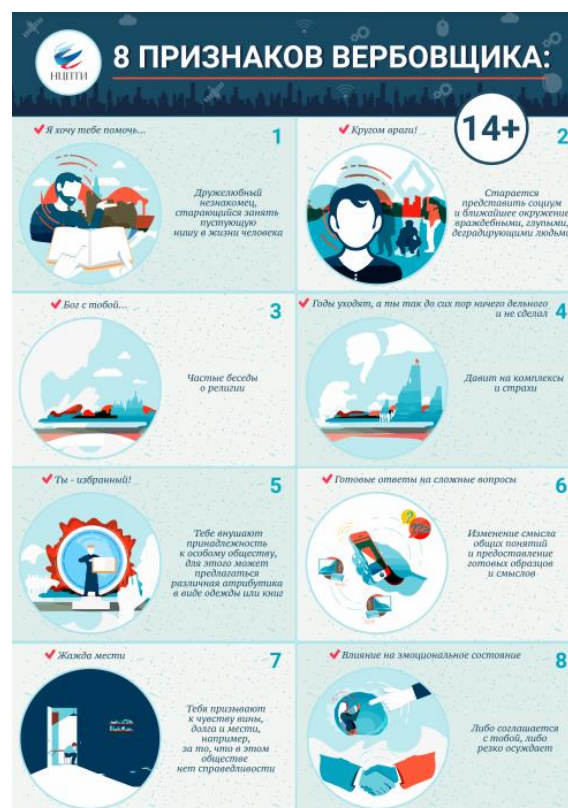 НЦПТИ
8 ПРИЗНАКОВ ВЕРБОВЩИКА:
14+
Я хочу тебе помочь...
1
Дружелюбный
незнакомец,
старающийся занять
пустующую
нишу в жизни человека
Кругом враги!
2
Старается
представить социум
и ближайшее окружение
враждебными, глупыми,
деградирующими людьми
Бог с тобой...
3
Частые беседы
о религии
Годы уходят, а ты так до сих пор ничего дельного
и не сделал
4
Давит на комплексы
и страхи
Ты - избранный!
5
Тебе внушают
принадлежность
к особому обществу,
для этого может
предлагаться
различная атрибутика
в виде одежды или книг
Готовые ответы на сложные вопросы
6
Изменение смысла
общих понятий
и предоставление
готовых образцов
и смыслов
Жажда мести
7
Тебя призывают
к чувству вины,
долга и мести,
например,
за то, что в этом
обществе
нет справедливости
Влияние на эмоциональное состояние
8
Либо соглашается
с тобой, либо
резко осуждает